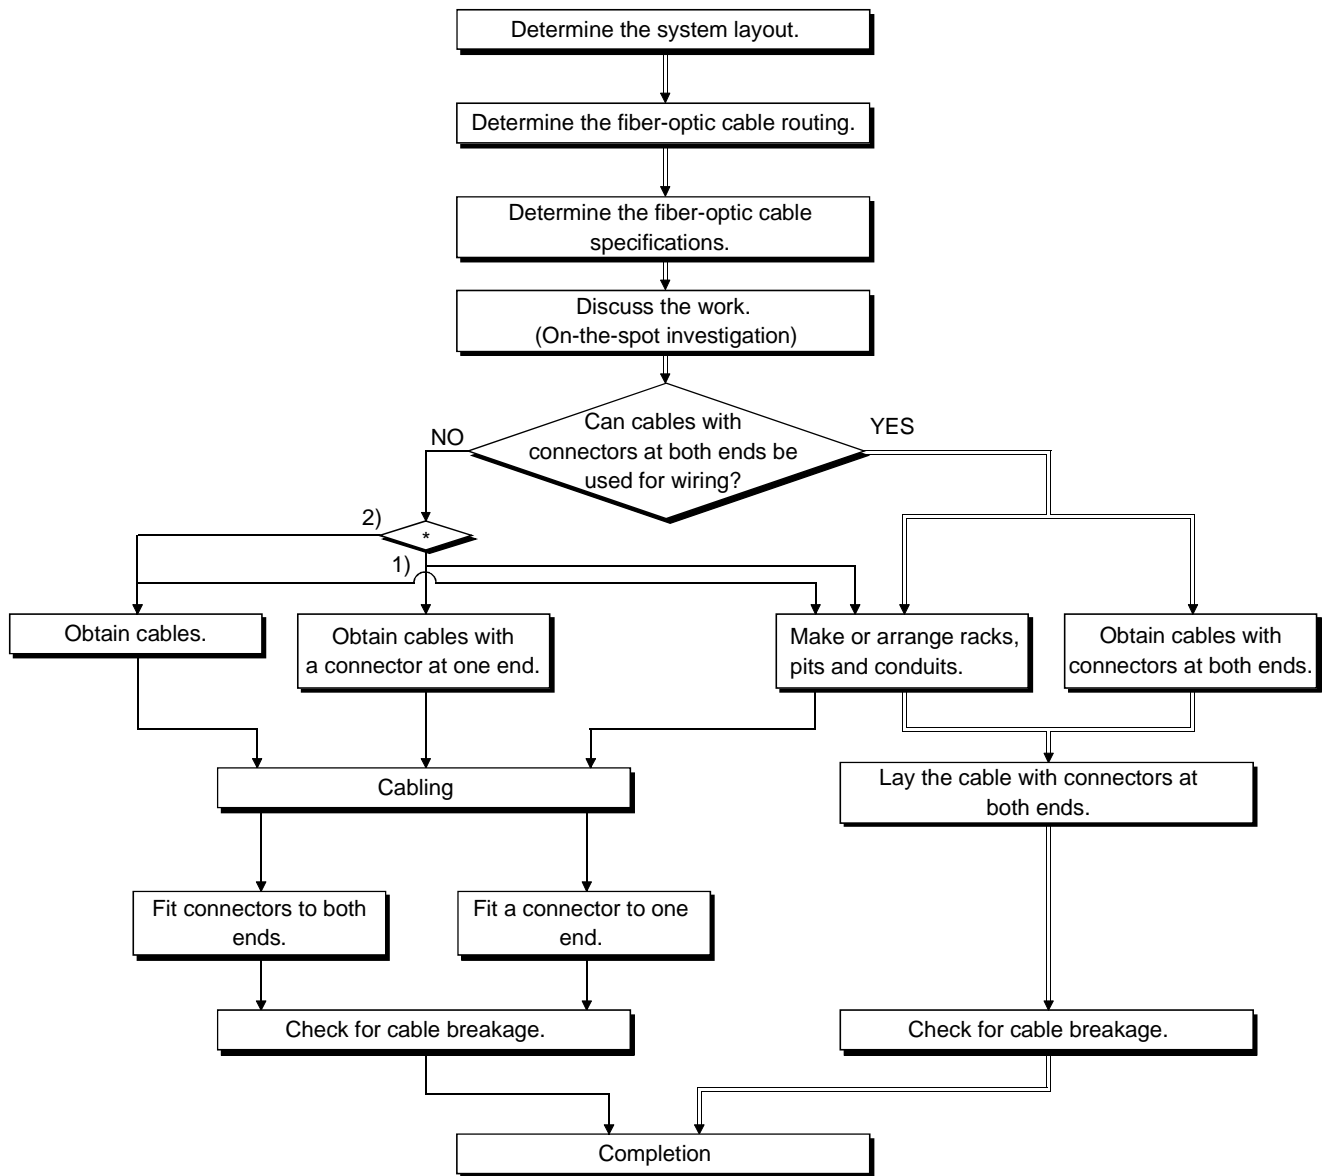 Determine the system layout.
Determine the fiber-optic cable routing.
Determine the fiber-optic cable
specifications.
Discuss the work.
(On-the-spot investigation)
Can cables with
connectors at both ends be
used for wiring?
NO
YES
2)
*
1)
Obtain cables.
Obtain cables with
a connector at one end.
Make or arrange racks,
pits and conduits.
Obtain cables with
connectors at both ends.
Cabling
Lay the cable with connectors at
both ends.
Fit connectors to both
ends.
Fit a connector to one
end.
Check for cable breakage.
Check for cable breakage.
Completion